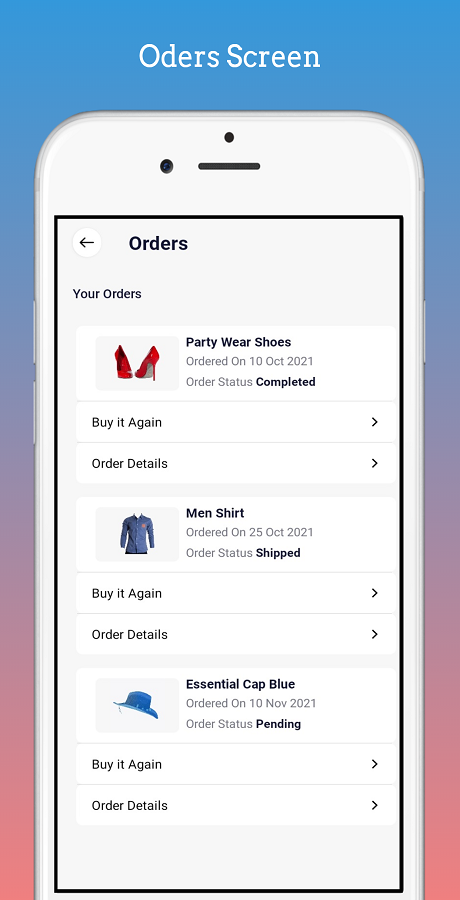 Oders Screen
Orders
Your Orders
Party Wear Shoes
Ordered On 10 Oct 2021
Order Status Completed
Buy it Again
Order Details
Men Shirt
Ordered On 25 Oct 2021
Order Status Shipped
Buy it Again
Order Details
Essential Cap Blue
Ordered On 10 Nov 2021
Order Status Pending
Buy it Again
Order Details